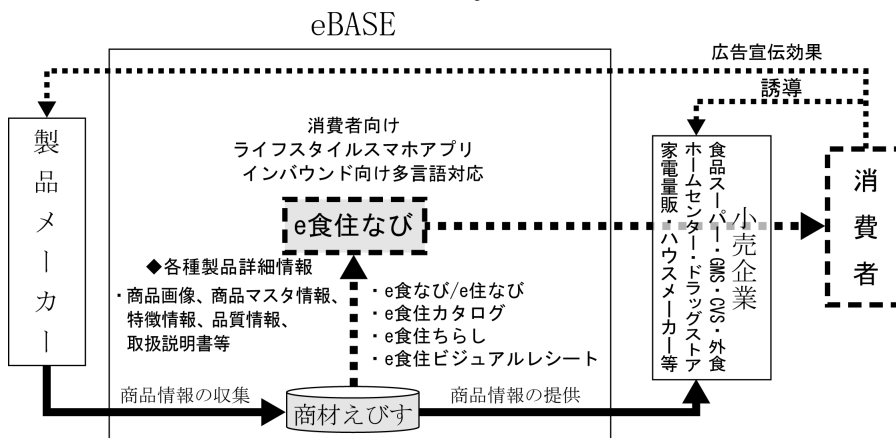 eBASE
広告宣伝効果
誘導
製品メーカー
消費者向け
ライフスタイルスマホアプリ
インバウンド向け多言語対応
e食住なび
◆各種製品詳細情報
・商品画像、商品マスタ情報、
特徴情報、品質情報、
取扱説明書等
・e食なび/e住なび
・e食住カタログ
・e食住ちらし
・e食住ビジュアルレシート
商品情報の収集
商材えびす
商品情報の提供
小売企業
食品スーパー・GMS・CVS・外食
ホームセンター・ドラッグストア
家電量販・ハウスメーカー等
消費者